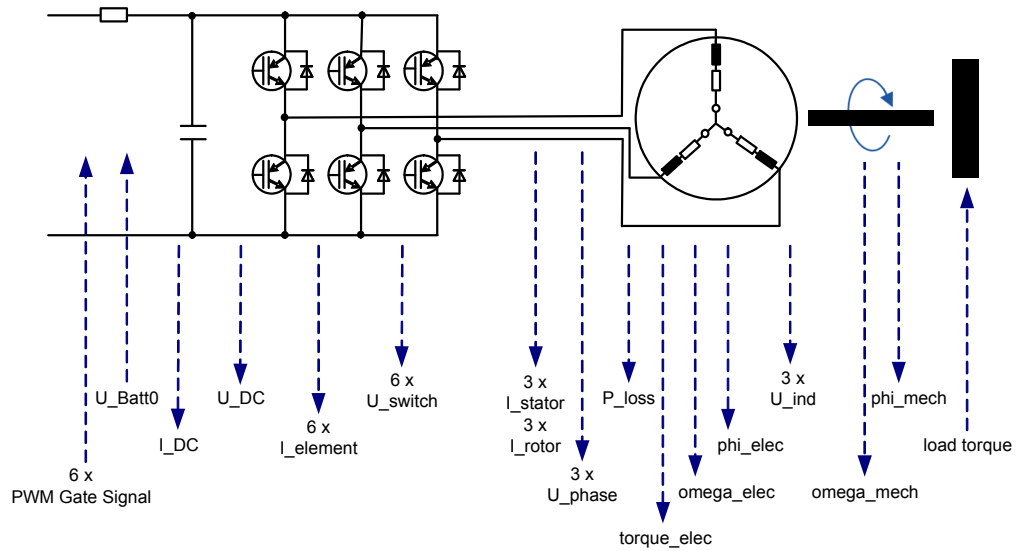 6 x
U_switch
3 x
I_stator
3 x
I_rotor
P_loss
3 x
U_ind
U_Batt0
U_DC
phi_mech
6 x
I_element
I_DC
phi_elec
load torque
6 x
PWM Gate Signal
3 x
U_phase
omega_elec
omega_mech
torque_elec